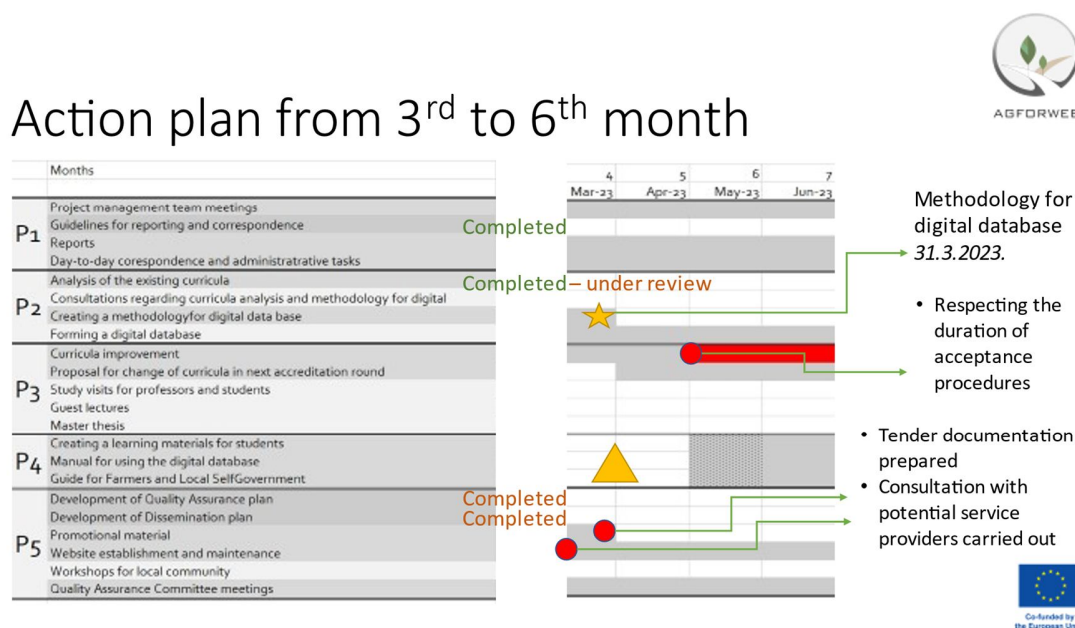 AGFORWEB
Action plan from 3rd to 6th month
Months
4 5 6 7
Mar-23 Apr-23 May-23 Jun-23
P1
Project management team meetings
Guidelines for reporting and correspondence
Completed
Reports
Day-to-day corespondence and administratrative tasks
P2
Analysis of the existing curricula
Completed – under review
Consultations regarding curricula analysis and methodology for digital
Creating a methodologyfor digital data base
Forming a digital database
P3
Curricula improvement
Proposal for change of curricula in next accreditation round
Study visits for professors and students
Guest lectures
Master thesis
P4
Creating a learning materials for students
Manual for using the digital database
Guide for Farmers and Local SelfGovernment
P5
Development of Quality Assurance plan
Completed
Development of Dissemination plan
Completed
Promotional material
Website establishment and maintenance
Workshops for local community
Quality Assurance Committee meetings
Methodology for
digital database
31.3.2023.
• Respecting the
duration of
acceptance
procedures
• Tender documentation
prepared
• Consultation with
potential service
providers carried out
Co-funded by
the European Un